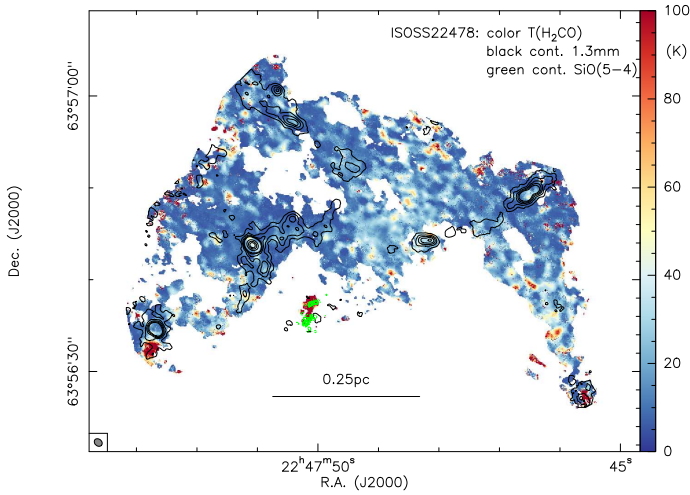 ISOSS22478: color T(H₂CO)
black cont. 1.3mm
green cont. SiO(5−4)
100
(K)
80
60
40
20
0
63°57'00"
63°56'30"
Dec. (J2000)
0.25pc
22ʰ47ᵐ50ˢ
45ˢ
R.A. (J2000)